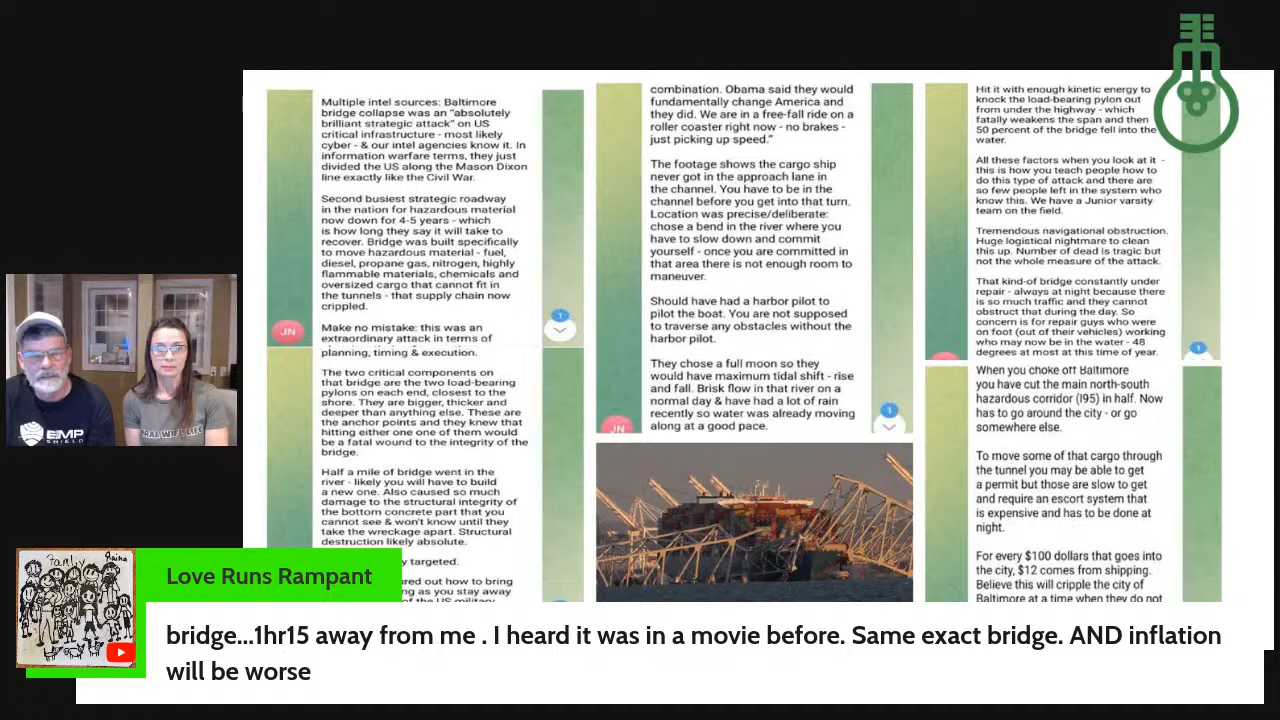 Multiple intel sources: Baltimore
bridge collapse was an "absolutely
brilliant strategic attack" on US
critical infrastructure - most likely
cyber - & our intel agencies know it. In
information warfare terms, they just
divided the US along the Mason Dixon
line exactly like the Civil War.
Second busiest strategic roadway
in the nation for hazardous material
now down for 4-5 years - which
is how long they say it will take to
recover. Bridge was built specifically
to move hazardous material - fuel,
diesel, propane gas, nitrogen, highly
flammable materials, chemicals and
oversized cargo that cannot fit in
the tunnels - that supply chain now
crippled.
Make no mistake: this was an
extraordinary attack in terms of
planning, timing & execution.
The two critical components on
that bridge are the two load-bearing
pylons on each end, closest to the
shore. They are bigger, thicker and
deeper than anything else. These are
the anchor points and they knew that
hitting either one one of them would
be a fatal wound to the integrity of the
bridge.
Half a mile of bridge went in the
river - likely you will have to build
a new one. Also caused so much
damage to the structural integrity of
the bottom concrete part that you
cannot see & won't know until they
take the wreckage apart. Structural
destruction likely absolute.
y targeted.
ured out how to bring
ng as you stay away
of the US military
JN
1
combination. Obama said they would
fundamentally change America and
they did. We are in a free-fall ride on a
roller coaster right now - no brakes -
just picking up speed."
The footage shows the cargo ship
never got in the approach lane in
the channel. You have to be in the
channel before you get into that turn.
Location was precise/deliberate:
chose a bend in the river where you
have to slow down and commit
yourself - once you are committed in
that area there is not enough room to
maneuver.
Should have had a harbor pilot to
pilot the boat. You are not supposed
to traverse any obstacles without the
harbor pilot.
They chose a full moon so they
would have maximum tidal shift - rise
and fall. Brisk flow in that river on a
normal day & have had a lot of rain
recently so water was already moving
along at a good pace.
JN
1
Hit it with enough kinetic energy to
knock the load-bearing pylon out
from under the highway - which
fatally weakens the span and then
50 percent of the bridge fell into the
water.
All these factors when you look at it -
this is how you teach people how to
do this type of attack and there are
so few people left in the system who
know this. We have a Junior varsity
team on the field.
Tremendous navigational obstruction.
Huge logistical nightmare to clean
this up. Number of dead is tragic but
not the whole measure of the attack.
That kind-of bridge constantly under
repair - always at night because there
is so much traffic and they cannot
obstruct that during the day. So
concern is for repair guys who were
on foot (out of their vehicles) working
who may now be in the water - 48
degrees at most at this time of year.
1
When you choke off Baltimore
you have cut the main north-south
hazardous corridor (I95) in half. Now
has to go around the city - or go
somewhere else.
To move some of that cargo through
the tunnel you may be able to get
a permit but those are slow to get
and require an escort system that
is expensive and has to be done at
night.
For every $100 dollars that goes into
the city, $12 comes from shipping.
Believe this will cripple the city of
Baltimore at a time when they do not
EMP
SHIELD
Love Runs Rampant
bridge...1hr15 away from me . I heard it was in a movie before. Same exact bridge. AND inflation
will be worse